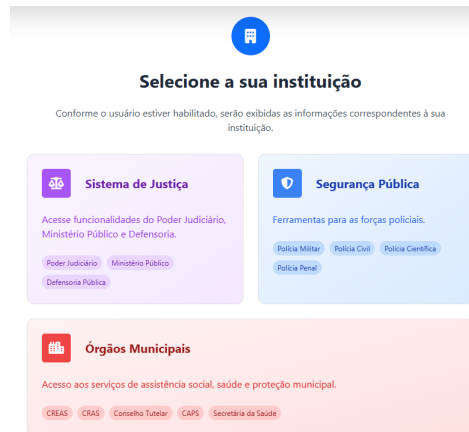 Selecione a sua instituição
Conforme o usuário estiver habilitado, serão exibidas as informações correspondentes à sua
instituição.
Sistema de Justiça
Acesse funcionalidades do Poder Judiciário,
Ministério Público e Defensoria.
Poder Judiciário Ministério Público
Defensoria Pública
Segurança Pública
Ferramentas para as forças policiais.
Polícia Militar Polícia Civil Polícia Científica
Polícia Penal
Órgãos Municipais
Acesso aos serviços de assistência social, saúde e proteção municipal.
CREAS CRAS Conselho Tutelar CAPS Secretaria da Saúde